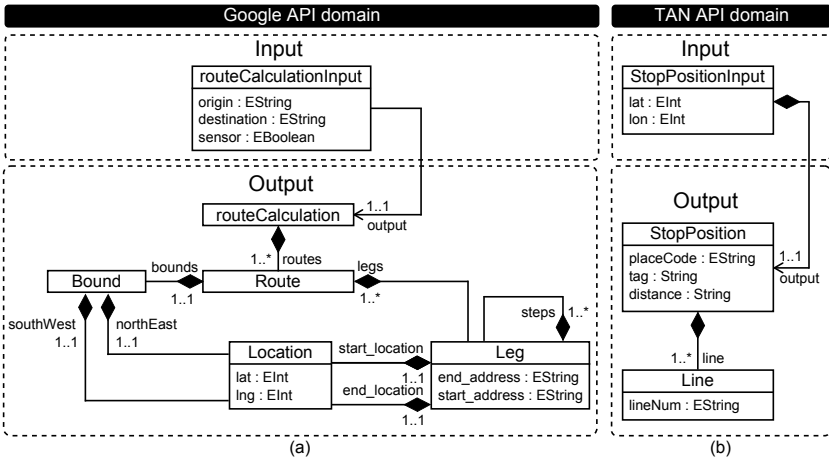 Google API domain
Input
routeCalculationInput
origin : EString
destination : EString
sensor : EBoolean
Output
routeCalculation
1..1
output
1..*
routes
Bound
bounds
1..1
Route
legs
1..*
southWest
1..1
northEast
1..1
steps
1..*
Location
lat : EInt
lng : EInt
start_location
1..1
end_location
1..1
Leg
end_address : EString
start_address : EString
(a)
TAN API domain
Input
StopPositionInput
lat : EInt
lon : EInt
Output
StopPosition
placeCode : EString
tag : String
distance : String
1..1
output
1..*
line
Line
lineNum : EString
(b)